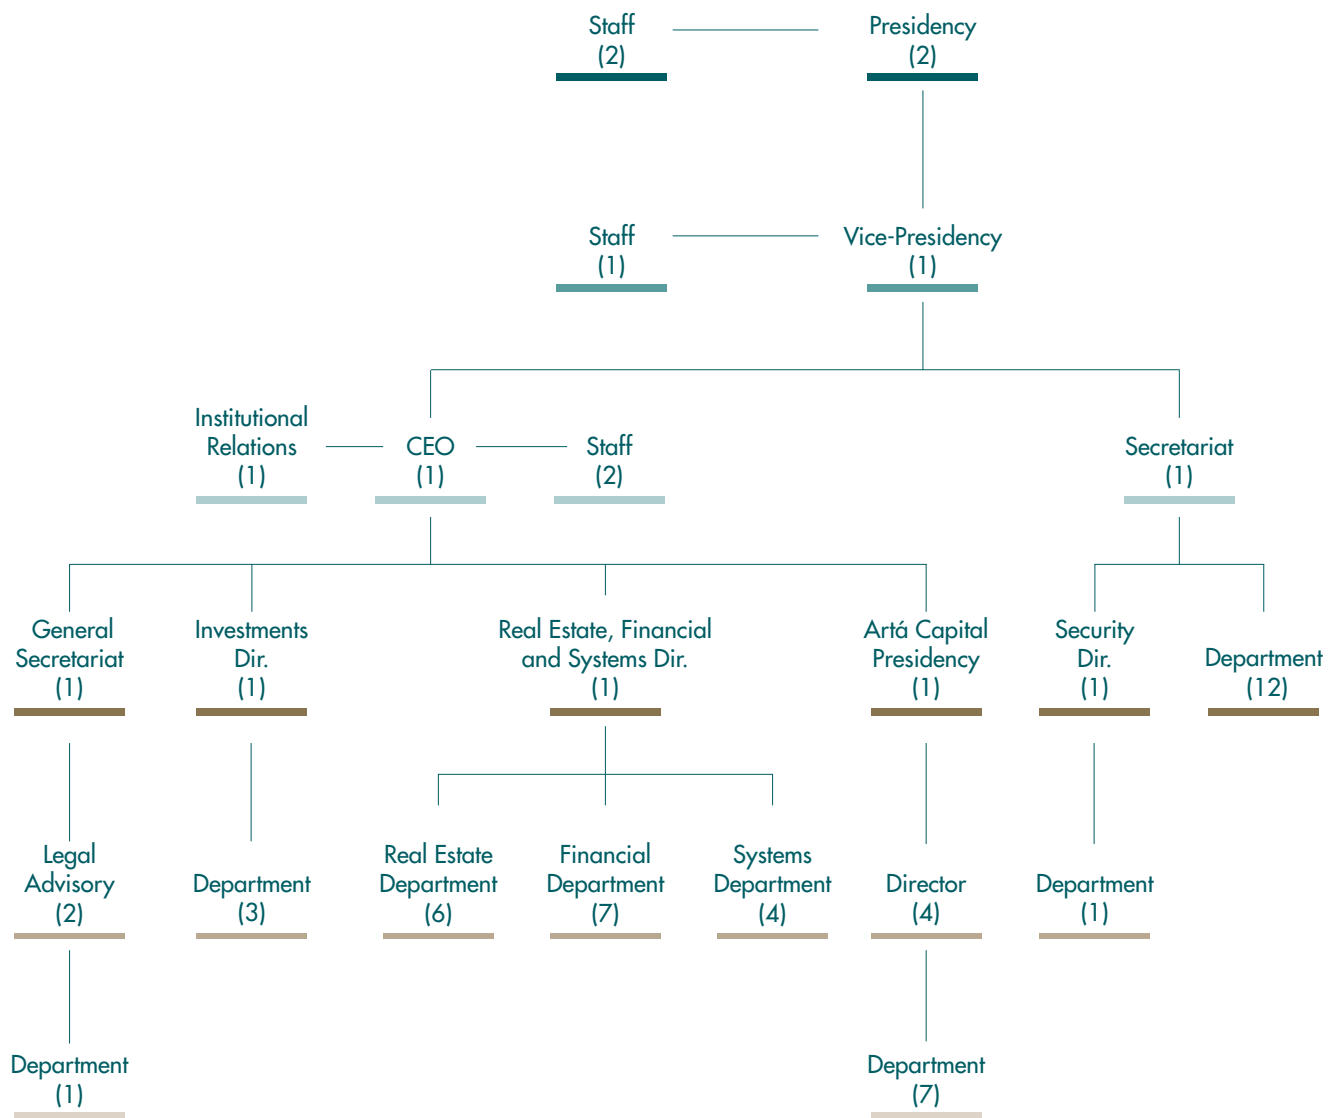 Staff
(2)
Presidency
(2)
Staff
(1)
Vice-Presidency
(1)
Institutional
Relations
(1)
CEO
(1)
Staff
(2)
Secretariat
(1)
General
Secretariat
(1)
Investments
Dir.
(1)
Real Estate, Financial
and Systems Dir.
(1)
Artá Capital
Presidency
(1)
Security
Dir.
(1)
Department
(12)
Legal
Advisory
(2)
Department
(3)
Real Estate
Department
(6)
Financial
Department
(7)
Systems
Department
(4)
Director
(4)
Department
(1)
Department
(1)
Department
(7)